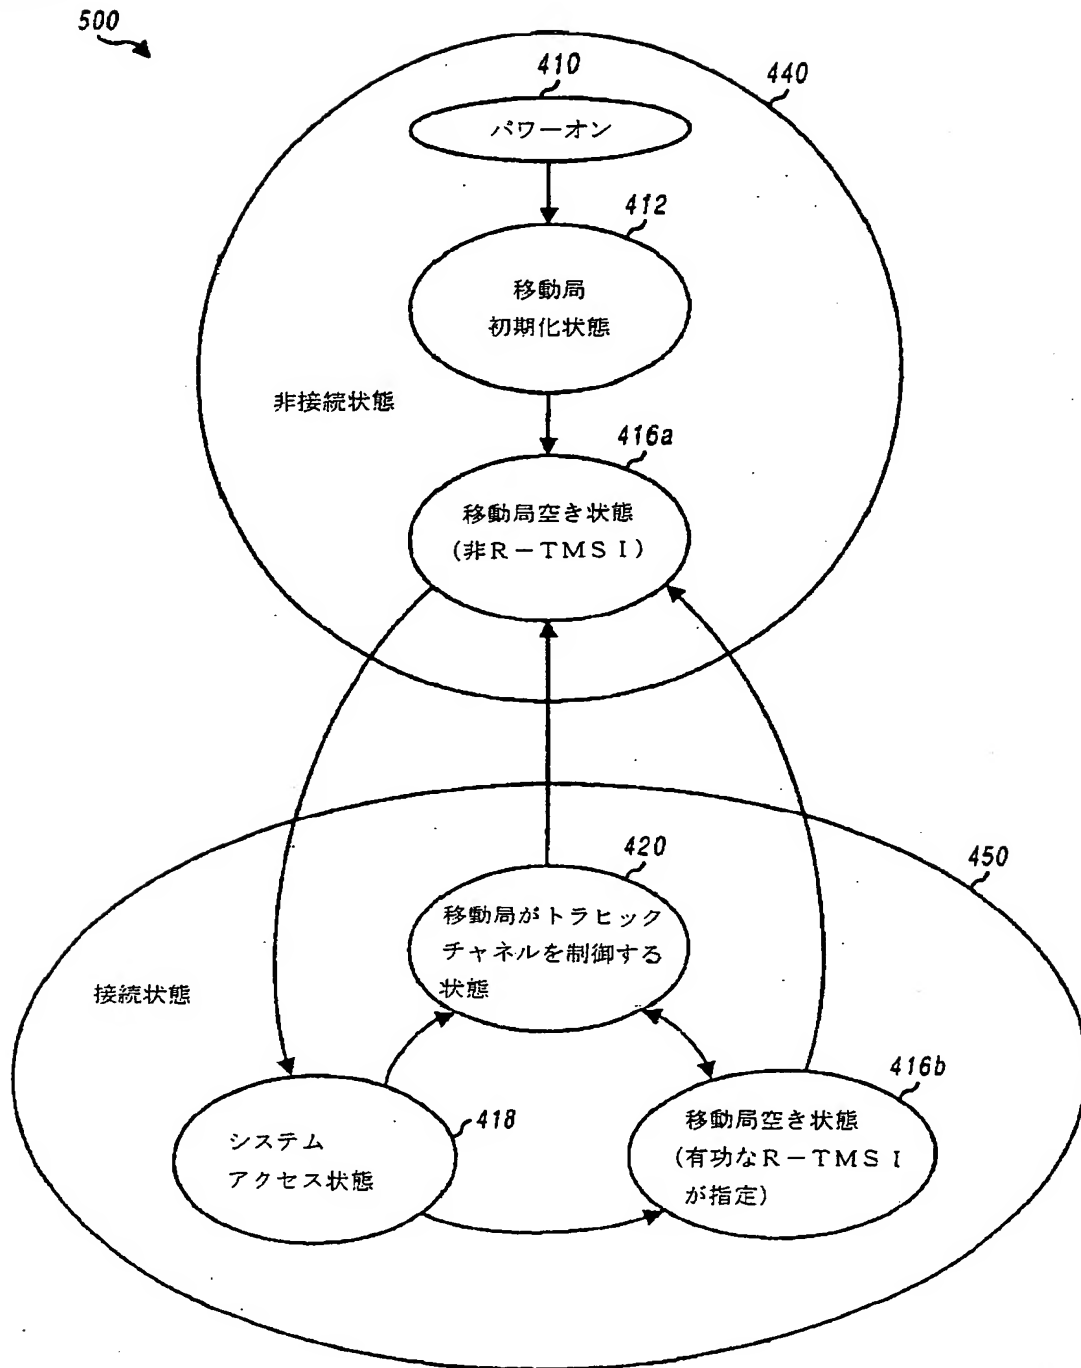 500
440
410
パワーオン
412
移動局
初期化状態
非接続状態
416a
移動局空き状態
(非R-TMSI)
420
450
移動局がトラヒック
チャネルを制御する
状態
接続状態
416b
418
システム
アクセス状態
移動局空き状態
(有功なR-TMSI
が指定)